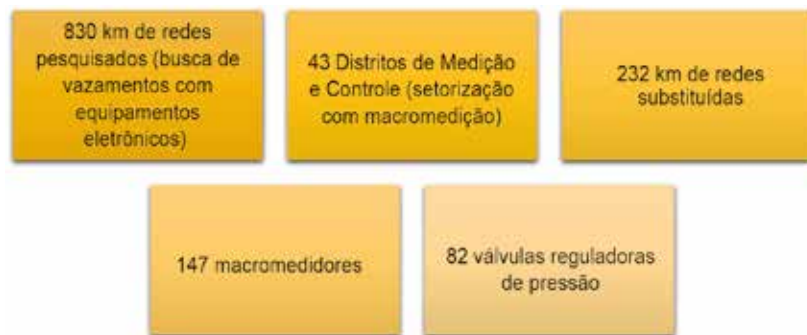 830 km de redes
pesquisados (busca de
vazamentos com
equipamentos
eletrônicos)
43 Distritos de Medição
e Controle (setorização
com macromedição)
232 km de redes
substituídas
147 macromedidores
82 válvulas reguladoras
de pressão